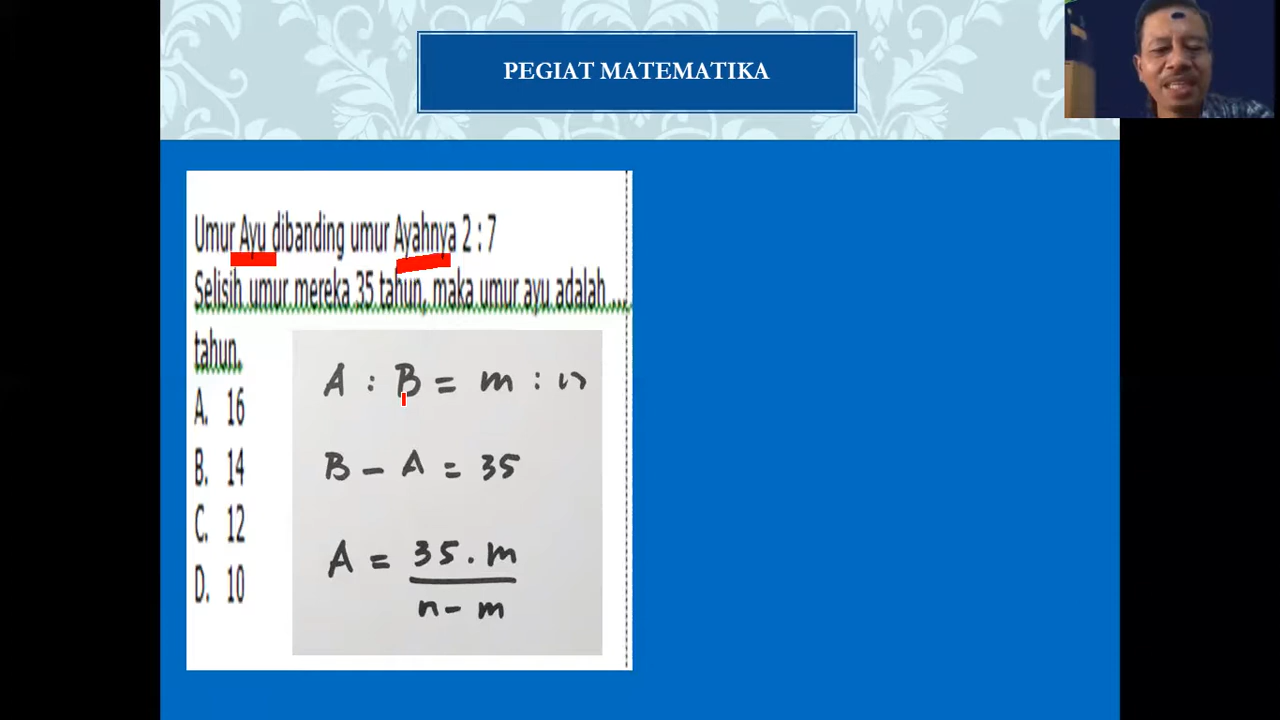 PEGIAT MATEMATIKA
Umur Ayu dibanding umur Ayahnya 2 : 7
Selisih umur mereka 35 tahun, maka umur ayu adalah ...
tahun.
A. 16
B. 14
C. 12
D. 10
A : B = m : n
B - A = 35
A = 35 . m
n - m